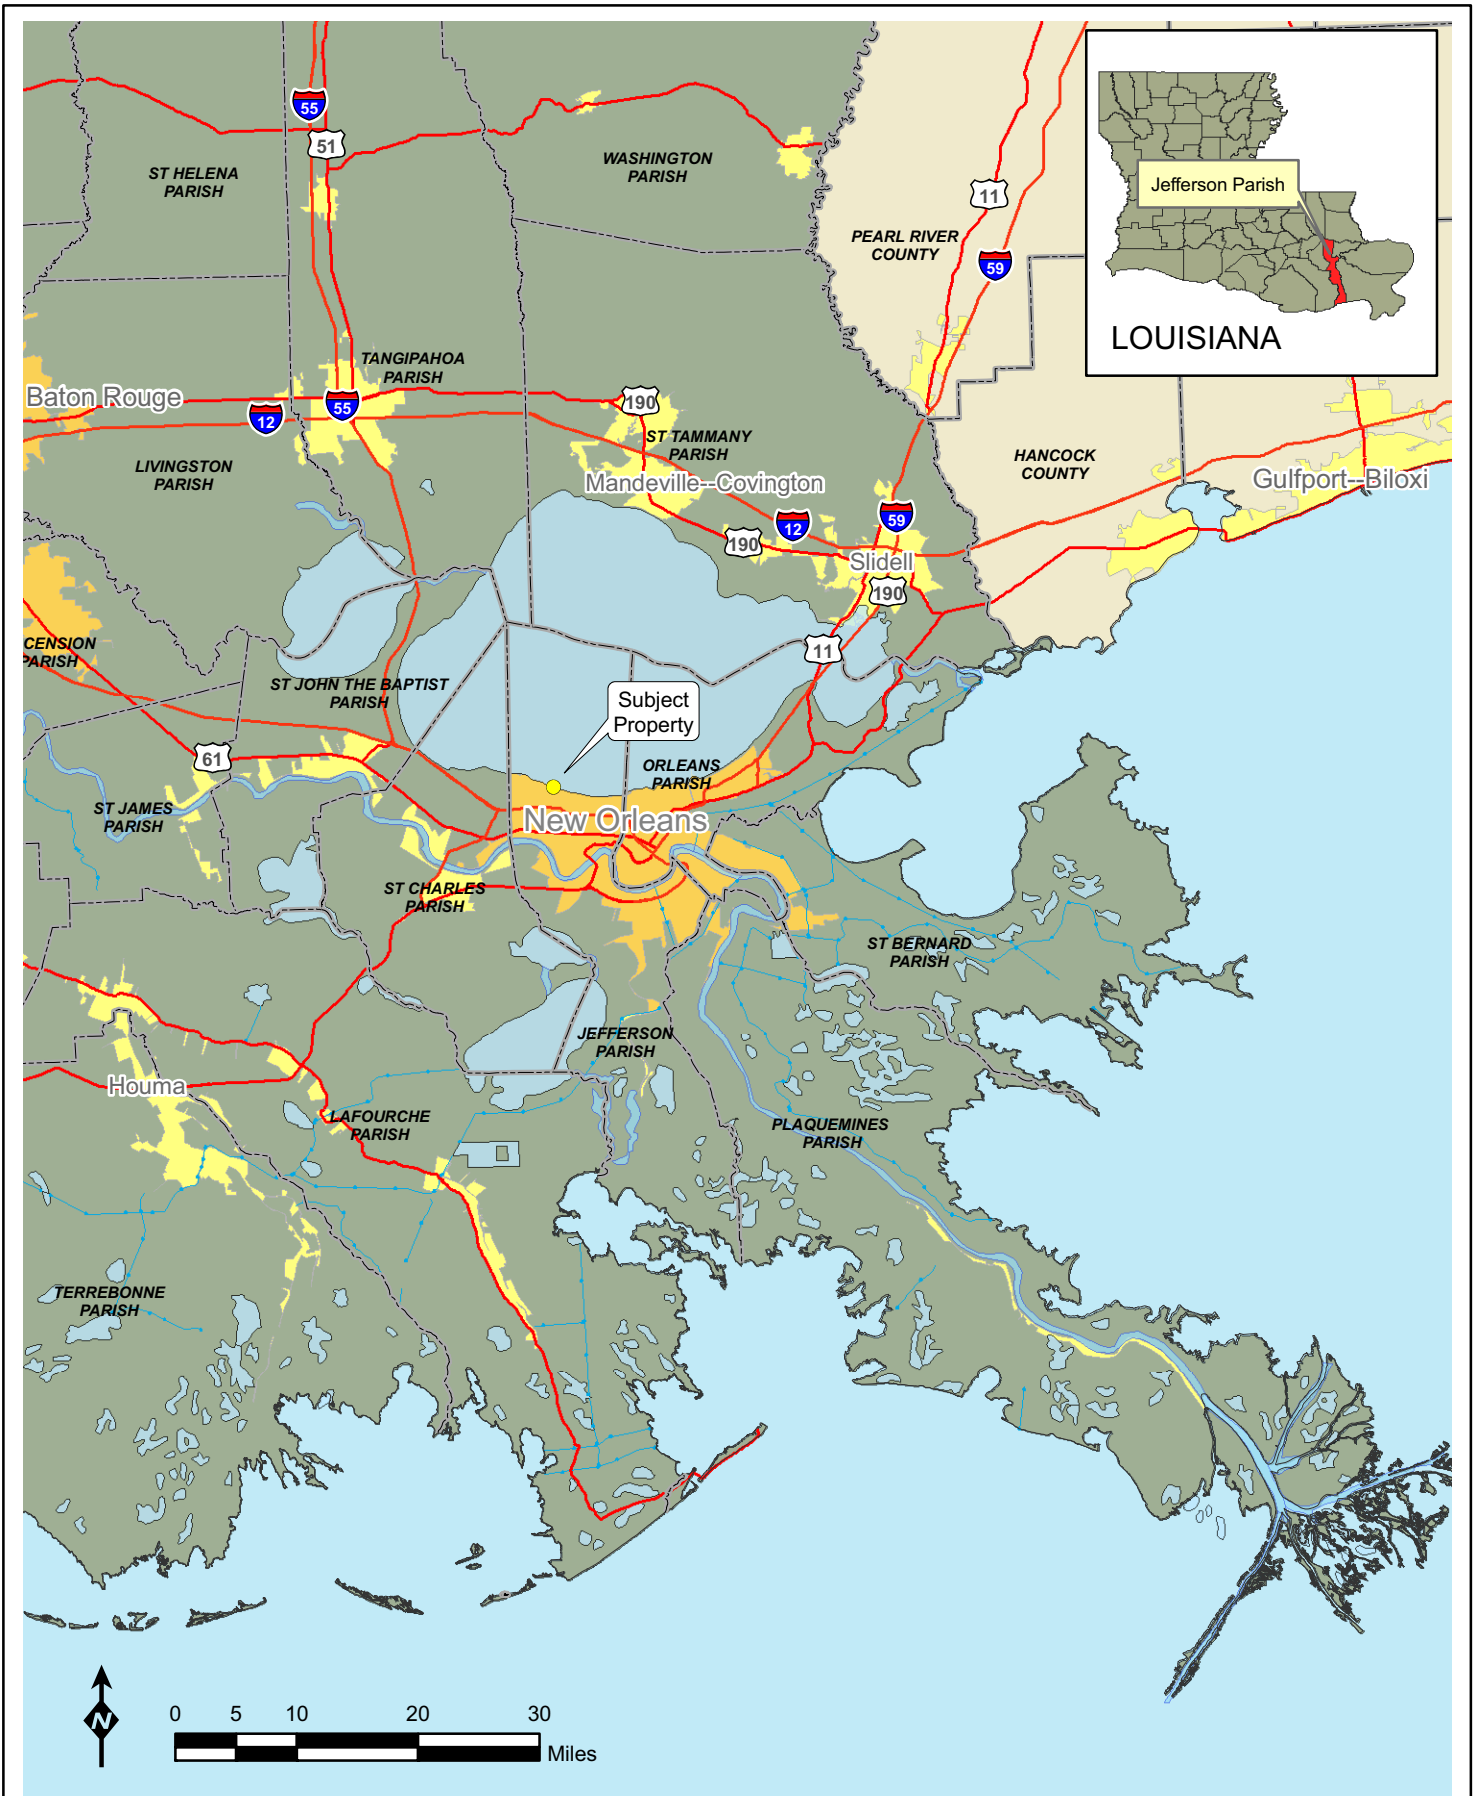 55
51
ST HELENA
PARISH
WASHINGTON
PARISH
11
PEARL RIVER
COUNTY
59
Jefferson Parish
LOUISIANA
TANGIPAHOA
PARISH
Baton Rouge
12
55
190
ST TAMMANY
PARISH
LIVINGSTON
PARISH
HANCOCK
COUNTY
Mandeville--Covington
Gulfport--Biloxi
12
59
190
Slidell
190
CENSION
PARISH
11
ST JOHN THE BAPTIST
PARISH
Subject
Property
61
ORLEANS
PARISH
ST JAMES
PARISH
New Orleans
ST CHARLES
PARISH
ST BERNARD
PARISH
JEFFERSON
PARISH
Houma
LAFOURCHE
PARISH
PLAQUEMINES
PARISH
TERREBONNE
PARISH
N
0 5 10 20 30
Miles